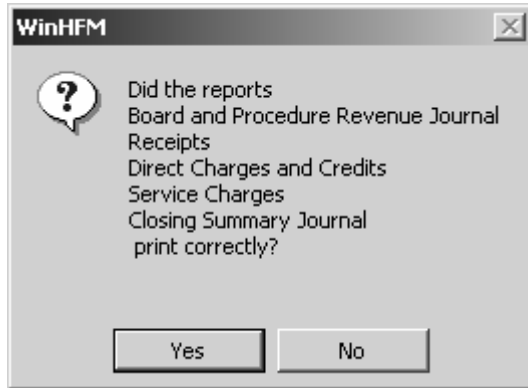 WinHFM
Did the reports
Board and Procedure Revenue Journal
Receipts
Direct Charges and Credits
Service Charges
Closing Summary Journal
print correctly?
Yes
No